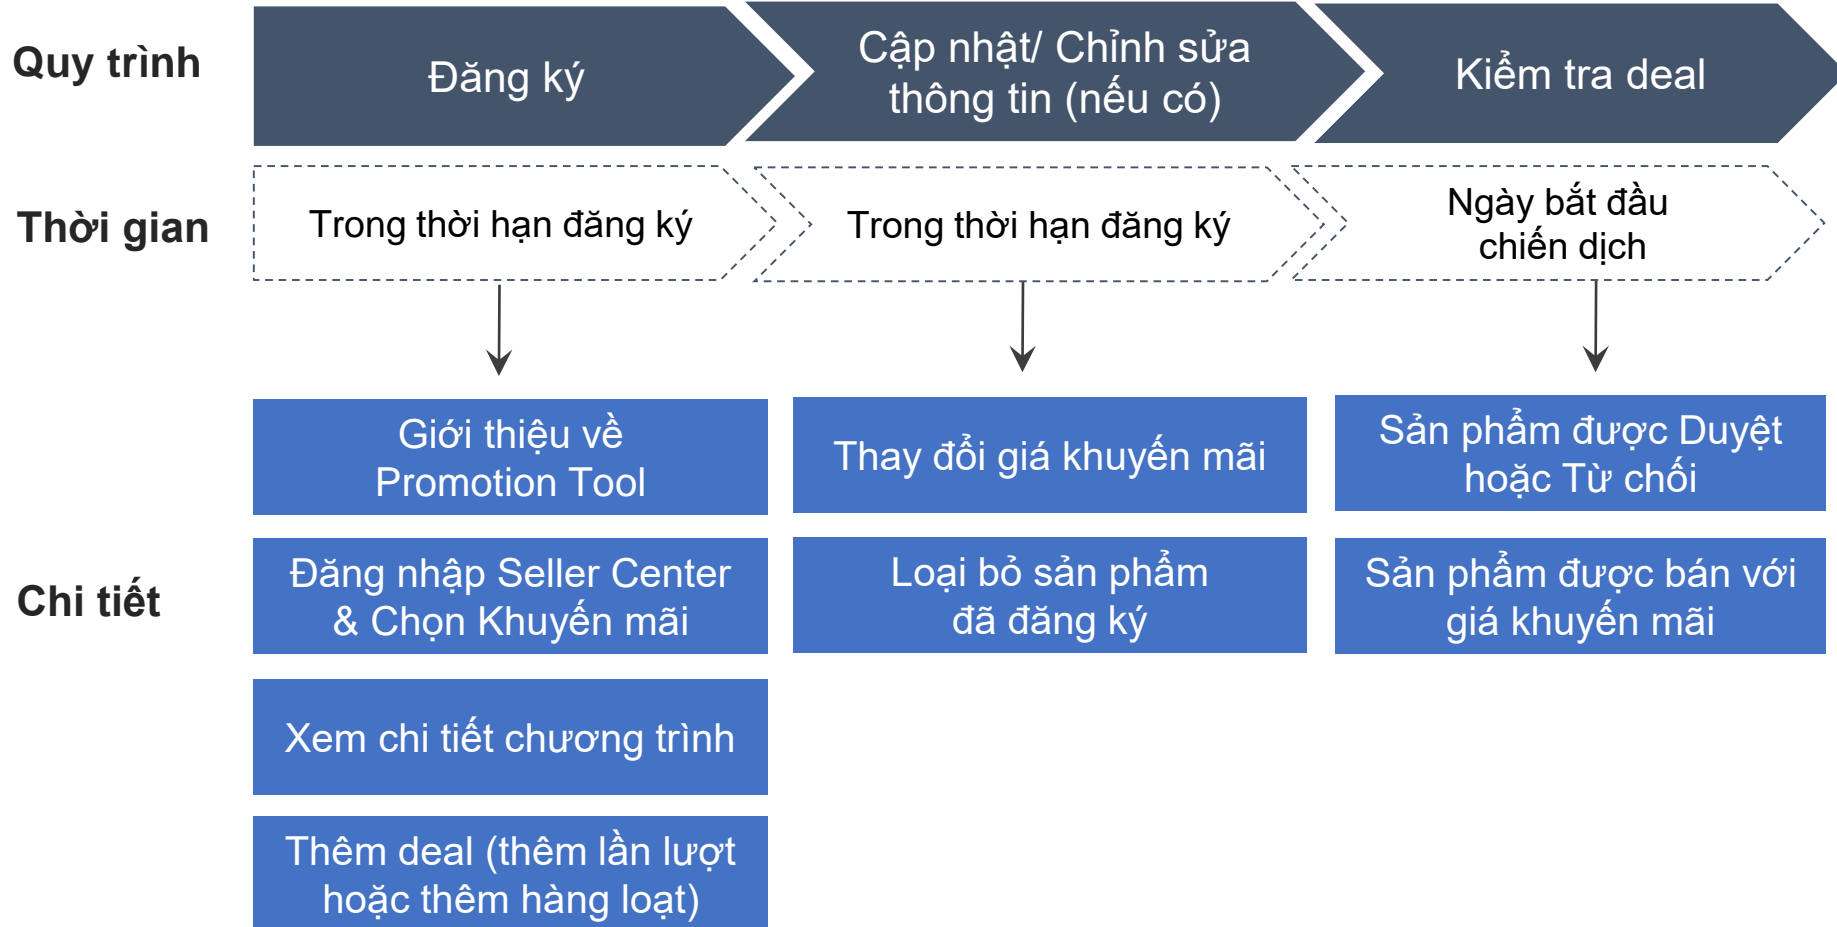 Quy trình
Đăng ký
Cập nhật/ Chỉnh sửa
thông tin (nếu có)
Kiểm tra deal
Thời gian
Trong thời hạn đăng ký
Trong thời hạn đăng ký
Ngày bắt đầu
chiến dịch
Chi tiết
Giới thiệu về
Promotion Tool
Đăng nhập Seller Center
& Chọn Khuyến mãi
Xem chi tiết chương trình
Thêm deal (thêm lần lượt
hoặc thêm hàng loạt)
Thay đổi giá khuyến mãi
Loại bỏ sản phẩm
đã đăng ký
Sản phẩm được Duyệt
hoặc Từ chối
Sản phẩm được bán với
giá khuyến mãi